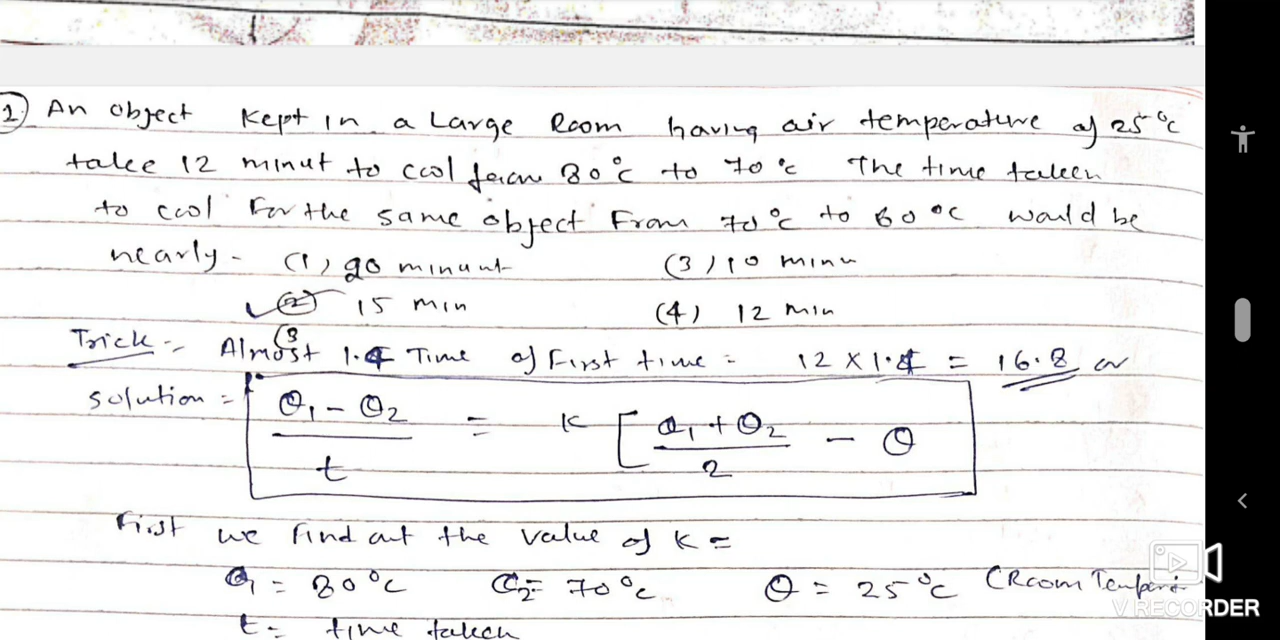 1) An object Kept in a Large Room having air temperature of 25°C
take 12 minut to cool from 80°C to 70°C The time taken
to cool For the same object From 70°C to 60°C would be
nearly - (1) 20 minunt (3) 10 minu
(2) 15 min (4) 12 min
Trick - Almost 1.4 Time of First time = 12 X 1.4 = 16.8 or
solution = θ1 - θ2 / t = K [ θ1 + θ2 / 2 - θ
First we Find out the value of K =
θ1 = 80°C θ2 = 70°C θ = 25°C (Room Temperat
t = time taken
V RECORDER